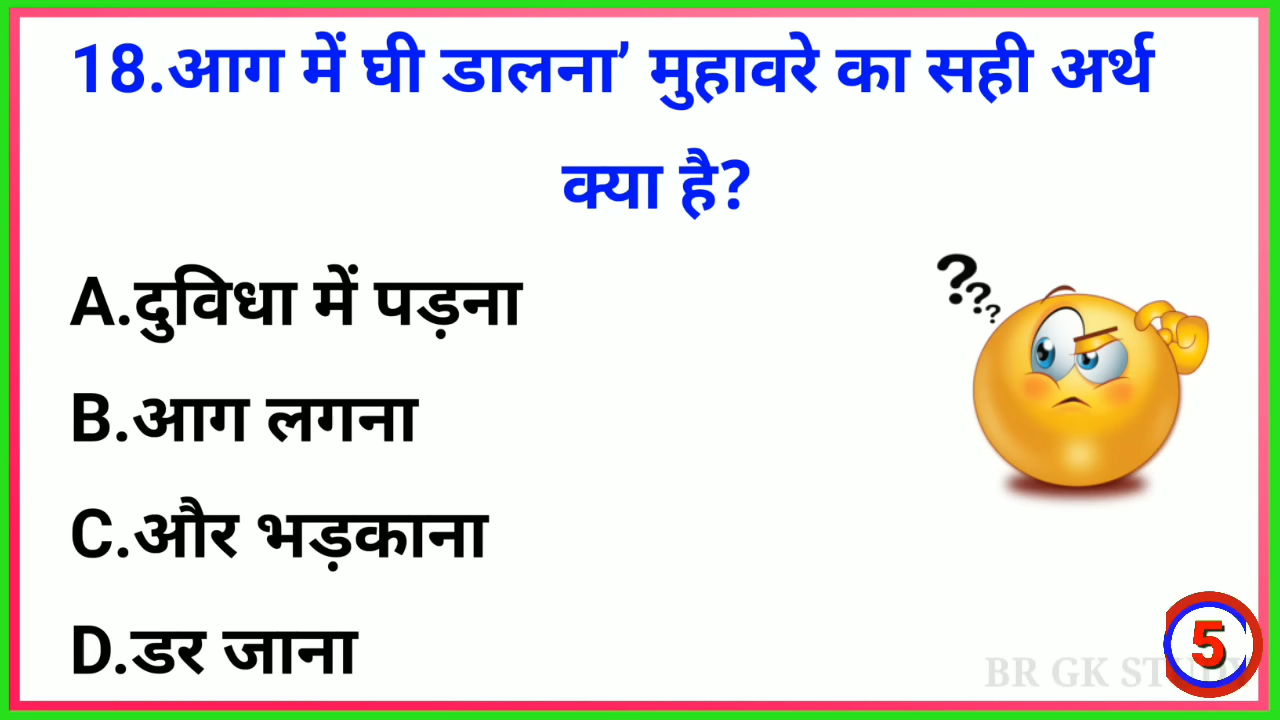 18.आग में घी डालना’ मुहावरे का सही अर्थ
क्या है?
A.दुविधा में पड़ना
B.आग लगना
C.और भड़काना
D.डर जाना
???
5
BR GK STUDY